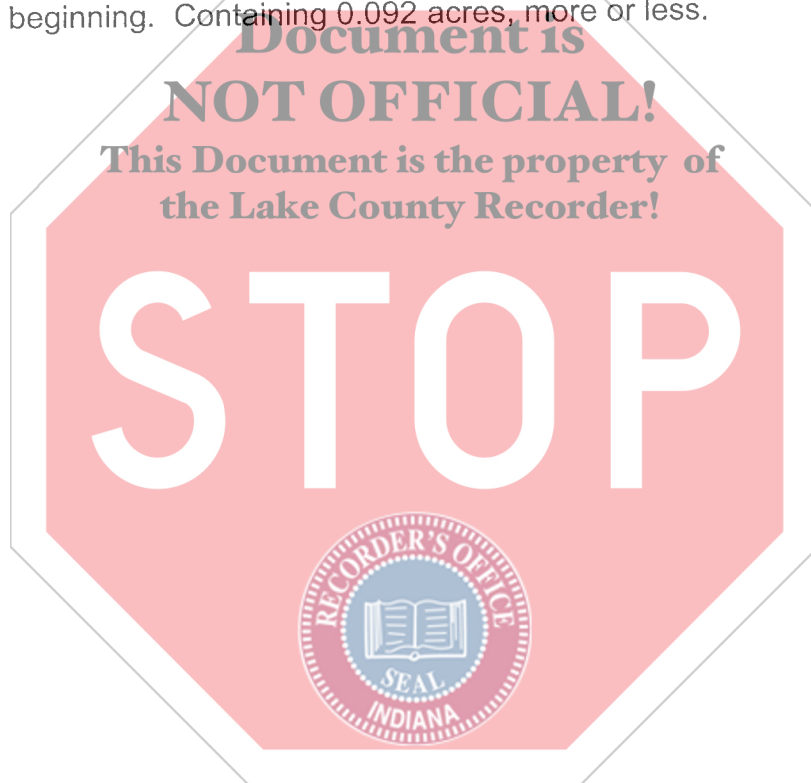 beginning. Containing 0.092 acres, more or less.
Document is
NOT OFFICIAL!
This Document is the property of
the Lake County Recorder!
STOP
RECORDER'S OFFICE
SEAL
INDIANA